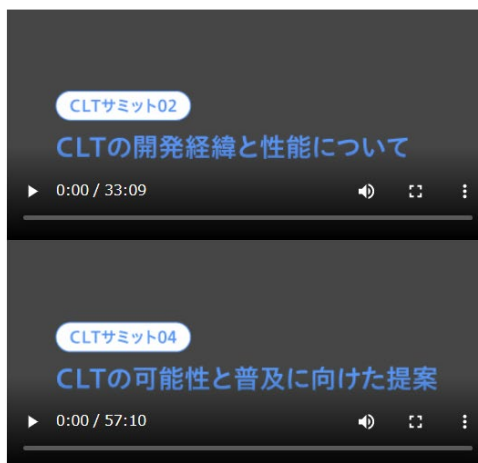 CLTサミット02
CLTの開発経緯と性能について
0:00 / 33:09
CLTサミット04
CLTの可能性と普及に向けた提案
0:00 / 57:10